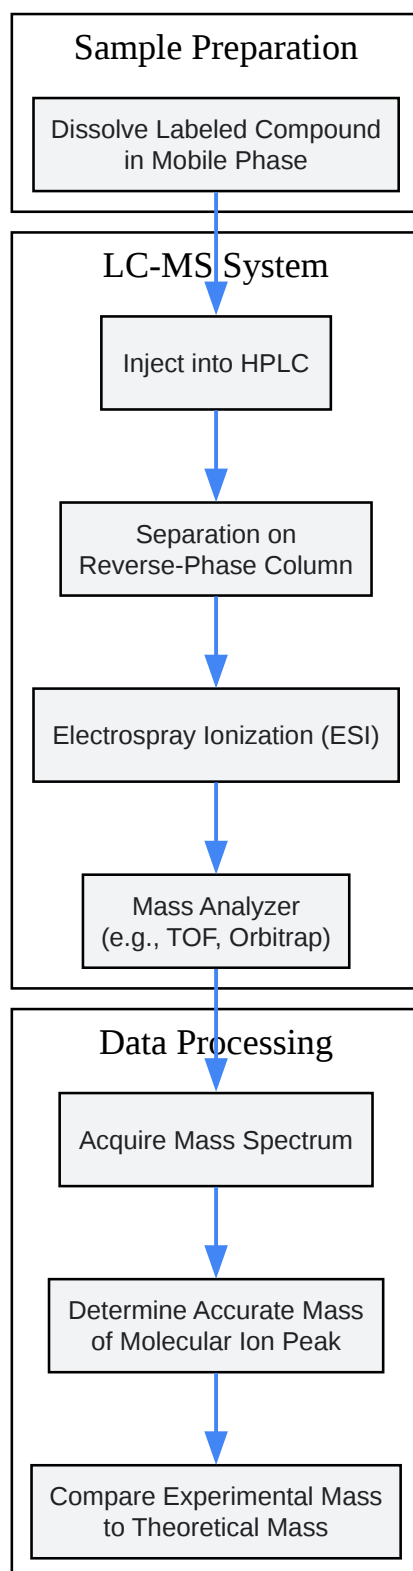 Sample Preparation
Dissolve Labeled Compound
in Mobile Phase
LC-MS System
Inject into HPLC
Separation on
Reverse-Phase Column
Electrospray Ionization (ESI)
Mass Analyzer
(e.g., TOF, Orbitrap)
Data Processing
Acquire Mass Spectrum
Determine Accurate Mass
of Molecular Ion Peak
Compare Experimental Mass
to Theoretical Mass